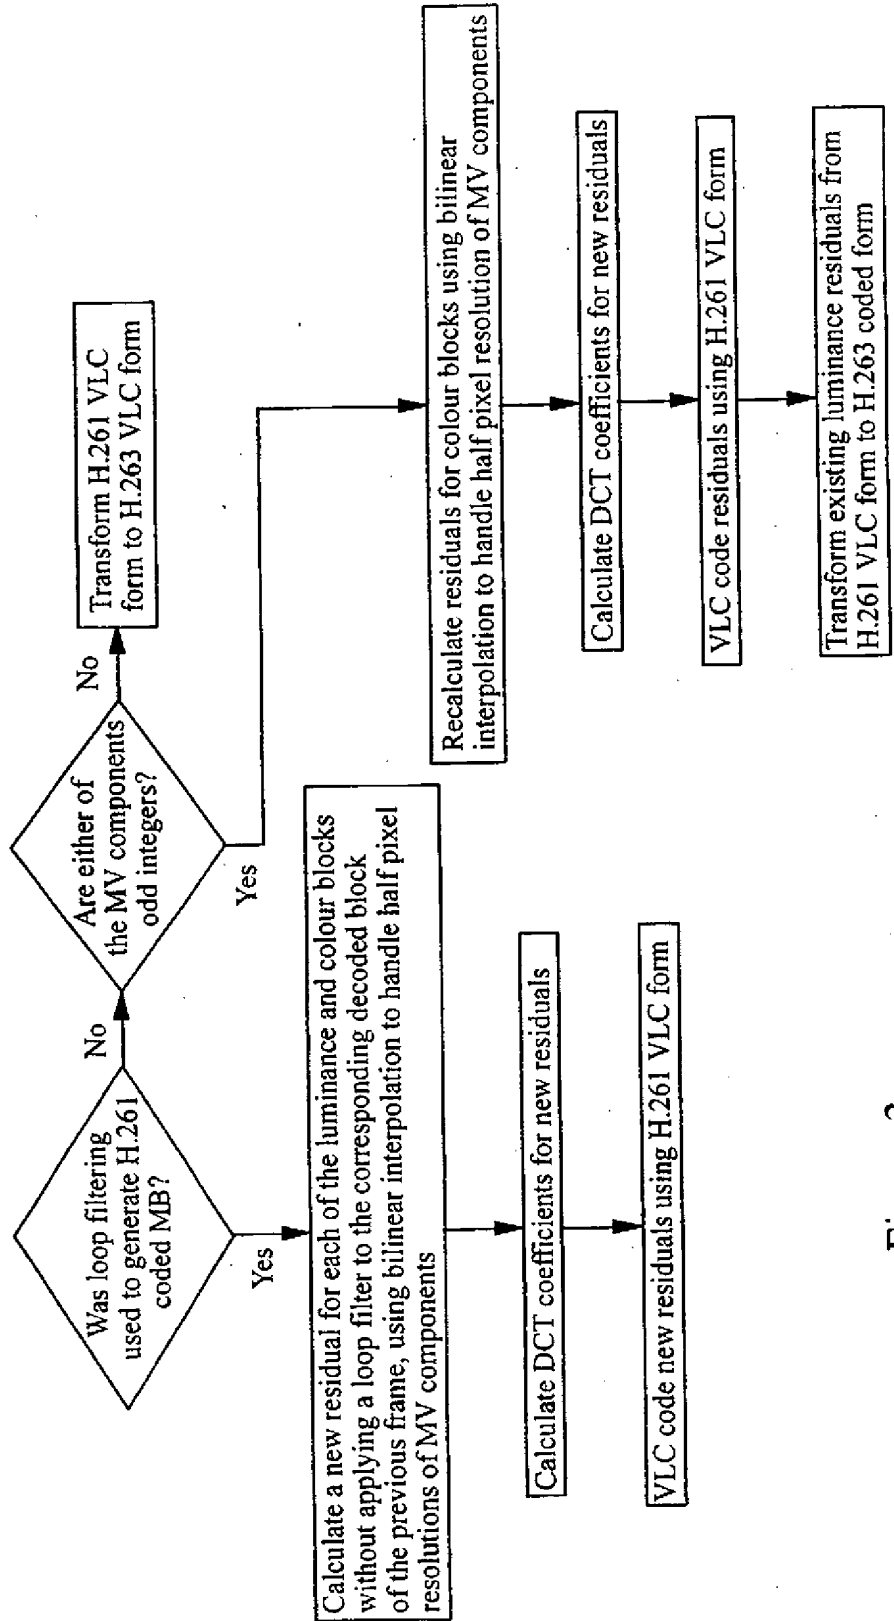 Was loop filtering
used to generate H.261
coded MB?
No
Yes
Are either of
the MV components
odd integers?
No
Yes
Transform H.261 VLC
form to H.263 VLC form
Calculate a new residual for each of the luminance and colour blocks
without applying a loop filter to the corresponding decoded block
of the previous frame, using bilinear interpolation to handle half pixel
resolutions of MV components
Calculate DCT coefficients for new residuals
VLC code new residuals using H.261 VLC form
Recalculate residuals for colour blocks using bilinear
interpolation to handle half pixel resolution of MV components
Calculate DCT coefficients for new residuals
VLC code residuals using H.261 VLC form
Transform existing luminance residuals from
H.261 VLC form to H.263 coded form